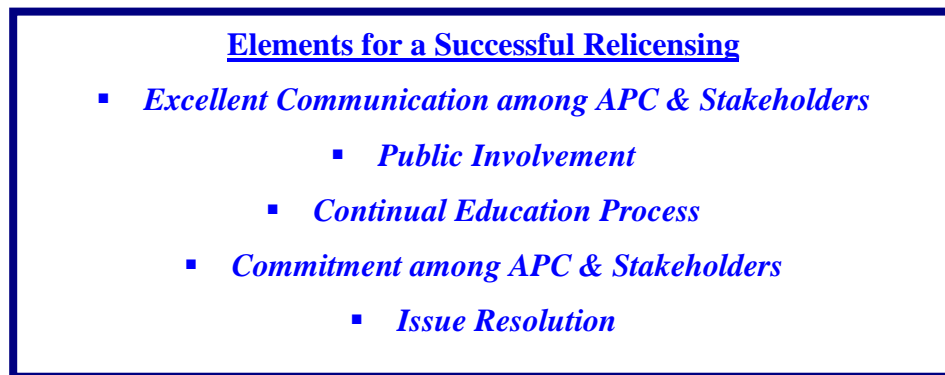 Elements for a Successful Relicensing
▪ Excellent Communication among APC & Stakeholders
▪ Public Involvement
▪ Continual Education Process
▪ Commitment among APC & Stakeholders
▪ Issue Resolution